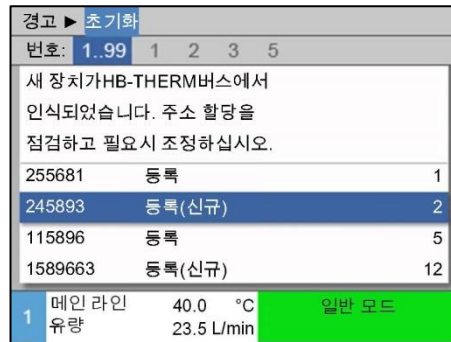 경고 ▶ 초기화
번호: 1..99 1 2 3 5
새 장치가HB-THERM버스에서
인식되었습니다. 주소 할당을
점검하고 필요시 조정하십시오.
255681 등록 1
245893 등록(신규) 2
115896 등록 5
1589663 등록(신규) 12
1 메인 라인 40.0 °C 일반 모드
유량 23.5 L/min